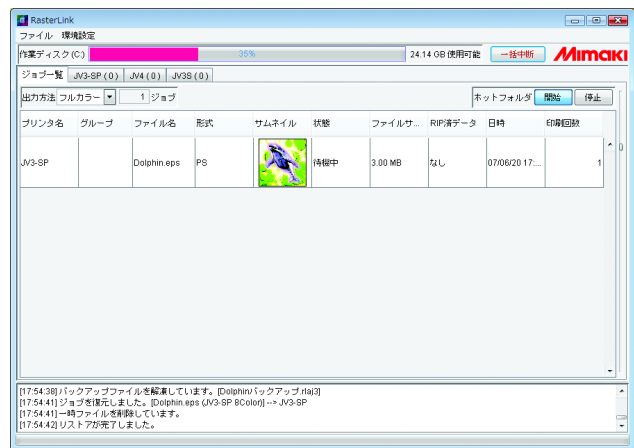 RasterLink
ファイル 環境設定
作業ディスク(C:) 35% 24.14 GB 使用可能 一括中断 Mimaki
ジョブ一覧 JV3-SP ( 0 ) JV4 ( 0 ) JV3S ( 0 )
出力方法 フルカラー 1 ジョブ ホットフォルダ 開始 停止
プリンタ名 グループ ファイル名 形式 サムネイル 状態 ファイルサ... RIP済データ 日時 印刷回数
JV3-SP Dolphin.eps PS 待機中 3.00 MB なし 07/06/20 17:... 1
[17:54:38] バックアップファイルを解凍しています。[Dolphinバックアップ.rlaj3]
[17:54:41] ジョブを復元しました。[Dolphin.eps (JV3-SP 8Color)] --> JV3-SP
[17:54:41] 一時ファイルを削除しています。
[17:54:42] リストアが完了しました。